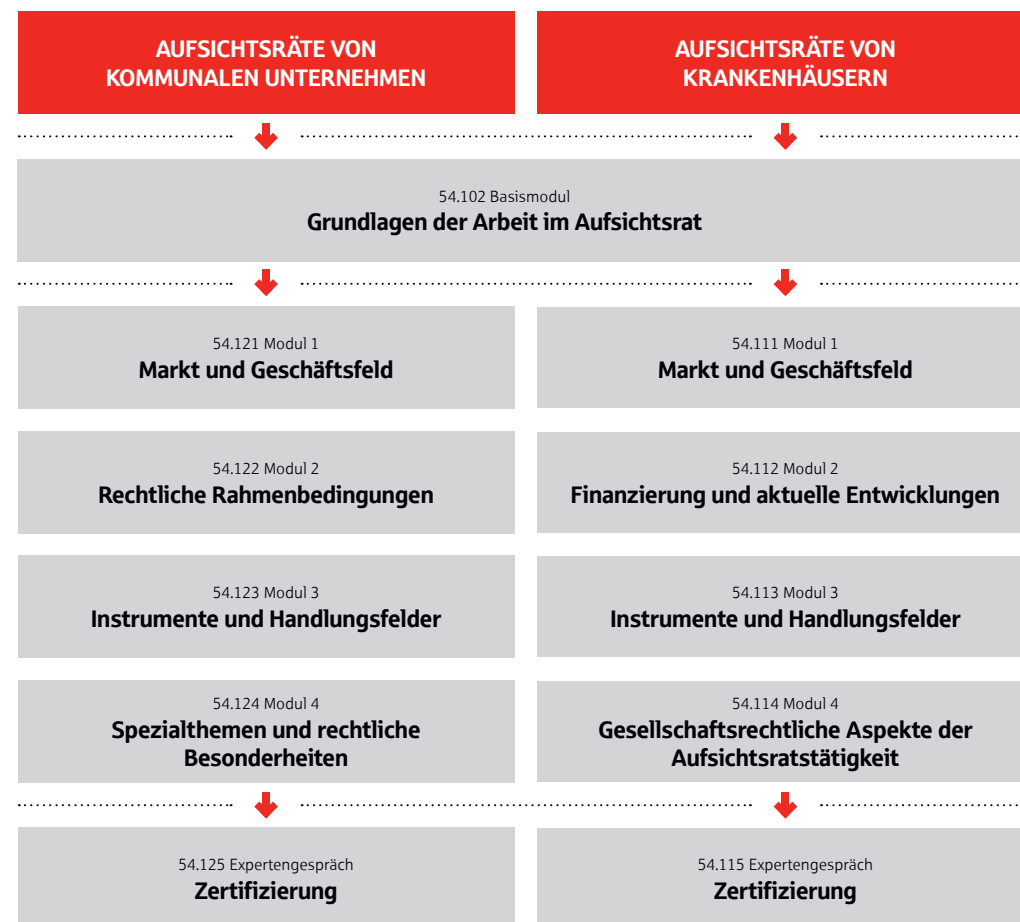 AUFSICHTSRÄTE VON
KOMMUNALEN UNTERNEHMEN
AUFSICHTSRÄTE VON
KRANKENHÄUSERN
54.102 Basismodul
Grundlagen der Arbeit im Aufsichtsrat
54.121 Modul 1
Markt und Geschäftsfeld
54.111 Modul 1
Markt und Geschäftsfeld
54.122 Modul 2
Rechtliche Rahmenbedingungen
54.112 Modul 2
Finanzierung und aktuelle Entwicklungen
54.123 Modul 3
Instrumente und Handlungsfelder
54.113 Modul 3
Instrumente und Handlungsfelder
54.124 Modul 4
Spezialthemen und rechtliche
Besonderheiten
54.114 Modul 4
Gesellschaftsrechtliche Aspekte der
Aufsichtsratstätigkeit
54.125 Expertengespräch
Zertifizierung
54.115 Expertengespräch
Zertifizierung